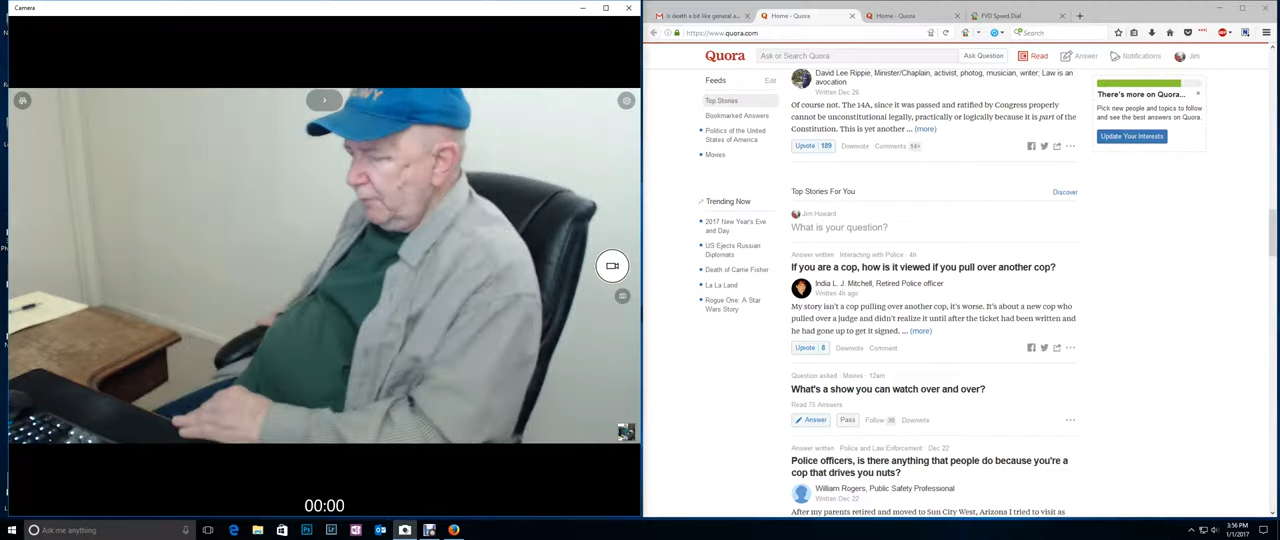 Camera
00:00
Is death a bit like general a...
Home - Quora
Home - Quora
FVD Speed Dial
https://www.quora.com
Search
Quora
Ask or Search Quora
Ask Question
Read
Answer
Notifications
Jim
Feeds
Edit
Top Stories
Bookmarked Answers
Politics of the United
States of America
Movies
Trending Now
2017 New Year's Eve
and Day
US Ejects Russian
Diplomats
Death of Carrie Fisher
La La Land
Rogue One: A Star
Wars Story
David Lee Rippie, Minister/Chaplain, activist, photog, musician, writer; Law is an
avocation
Written Dec 26
Of course not. The 14A, since it was passed and ratified by Congress properly
cannot be unconstitutional legally, practically or logically because it is part of the
Constitution. This is yet another ... (more)
Upvote 189 Downvote Comments 14+
Top Stories For You
Discover
Jim Howard
What is your question?
Answer written · Interacting with Police · 4h
If you are a cop, how is it viewed if you pull over another cop?
India L. J. Mitchell, Retired Police officer
Written 4h ago
My story isn't a cop pulling over another cop, it's worse. It's about a new cop who
pulled over a judge and didn't realize it until after the ticket had been written and
he had gone up to get it signed. ... (more)
Upvote 8 Downvote Comment
Question asked · Movies · 12am
What's a show you can watch over and over?
Read 75 Answers
Answer Pass Follow 36 Downvote
Answer written · Police and Law Enforcement · Dec 22
Police officers, is there anything that people do because you're a
cop that drives you nuts?
William Rogers, Public Safety Professional
Written Dec 22
After my parents retired and moved to Sun City West, Arizona I tried to visit as
There's more on Quora...
Pick new people and topics to follow
and see the best answers on Quora.
Update Your Interests
Ask me anything
3:56 PM
1/1/2017